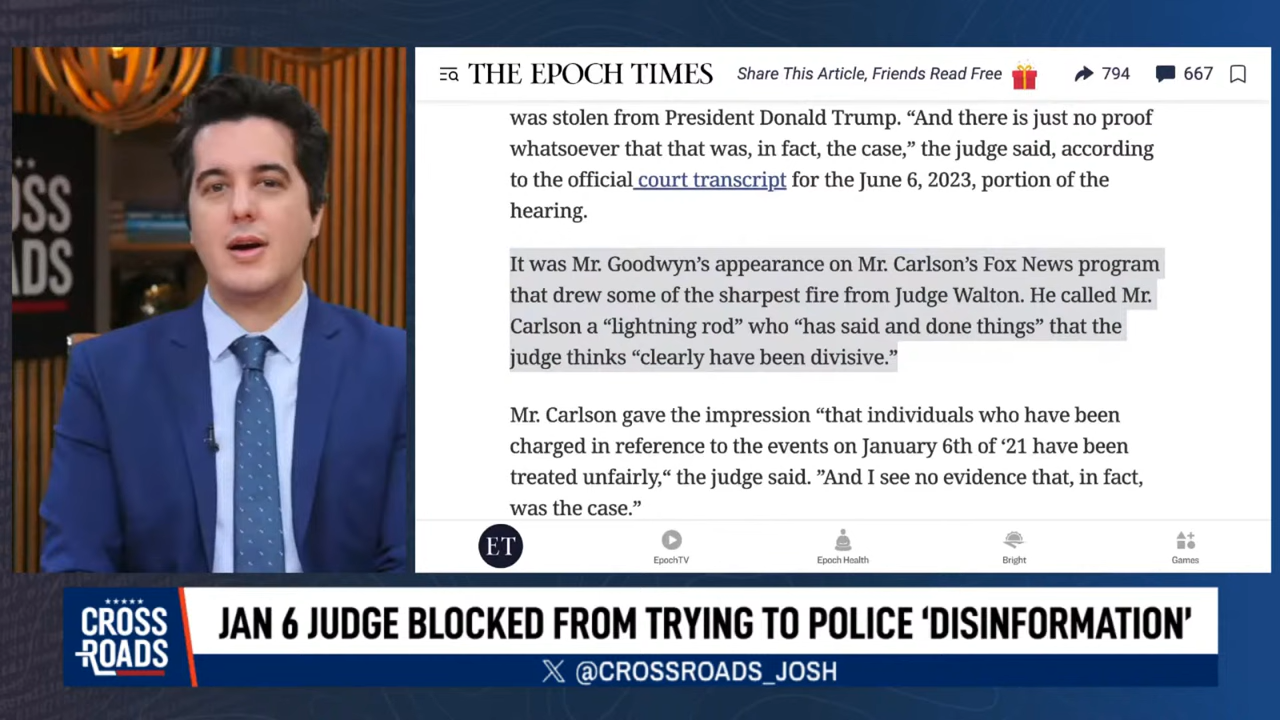 OSS
ADS
THE EPOCH TIMES
Share This Article, Friends Read Free
794
667
was stolen from President Donald Trump. “And there is just no proof
whatsoever that that was, in fact, the case,” the judge said, according
to the official court transcript for the June 6, 2023, portion of the
hearing.
It was Mr. Goodwyn’s appearance on Mr. Carlson’s Fox News program
that drew some of the sharpest fire from Judge Walton. He called Mr.
Carlson a “lightning rod” who “has said and done things” that the
judge thinks “clearly have been divisive.”
Mr. Carlson gave the impression “that individuals who have been
charged in reference to the events on January 6th of ‘21 have been
treated unfairly,“ the judge said. ”And I see no evidence that, in fact,
was the case.”
ET
EpochTV
Epoch Health
Bright
Games
CROSS
ROADS
JAN 6 JUDGE BLOCKED FROM TRYING TO POLICE ‘DISINFORMATION’
X @CROSSROADS_JOSH